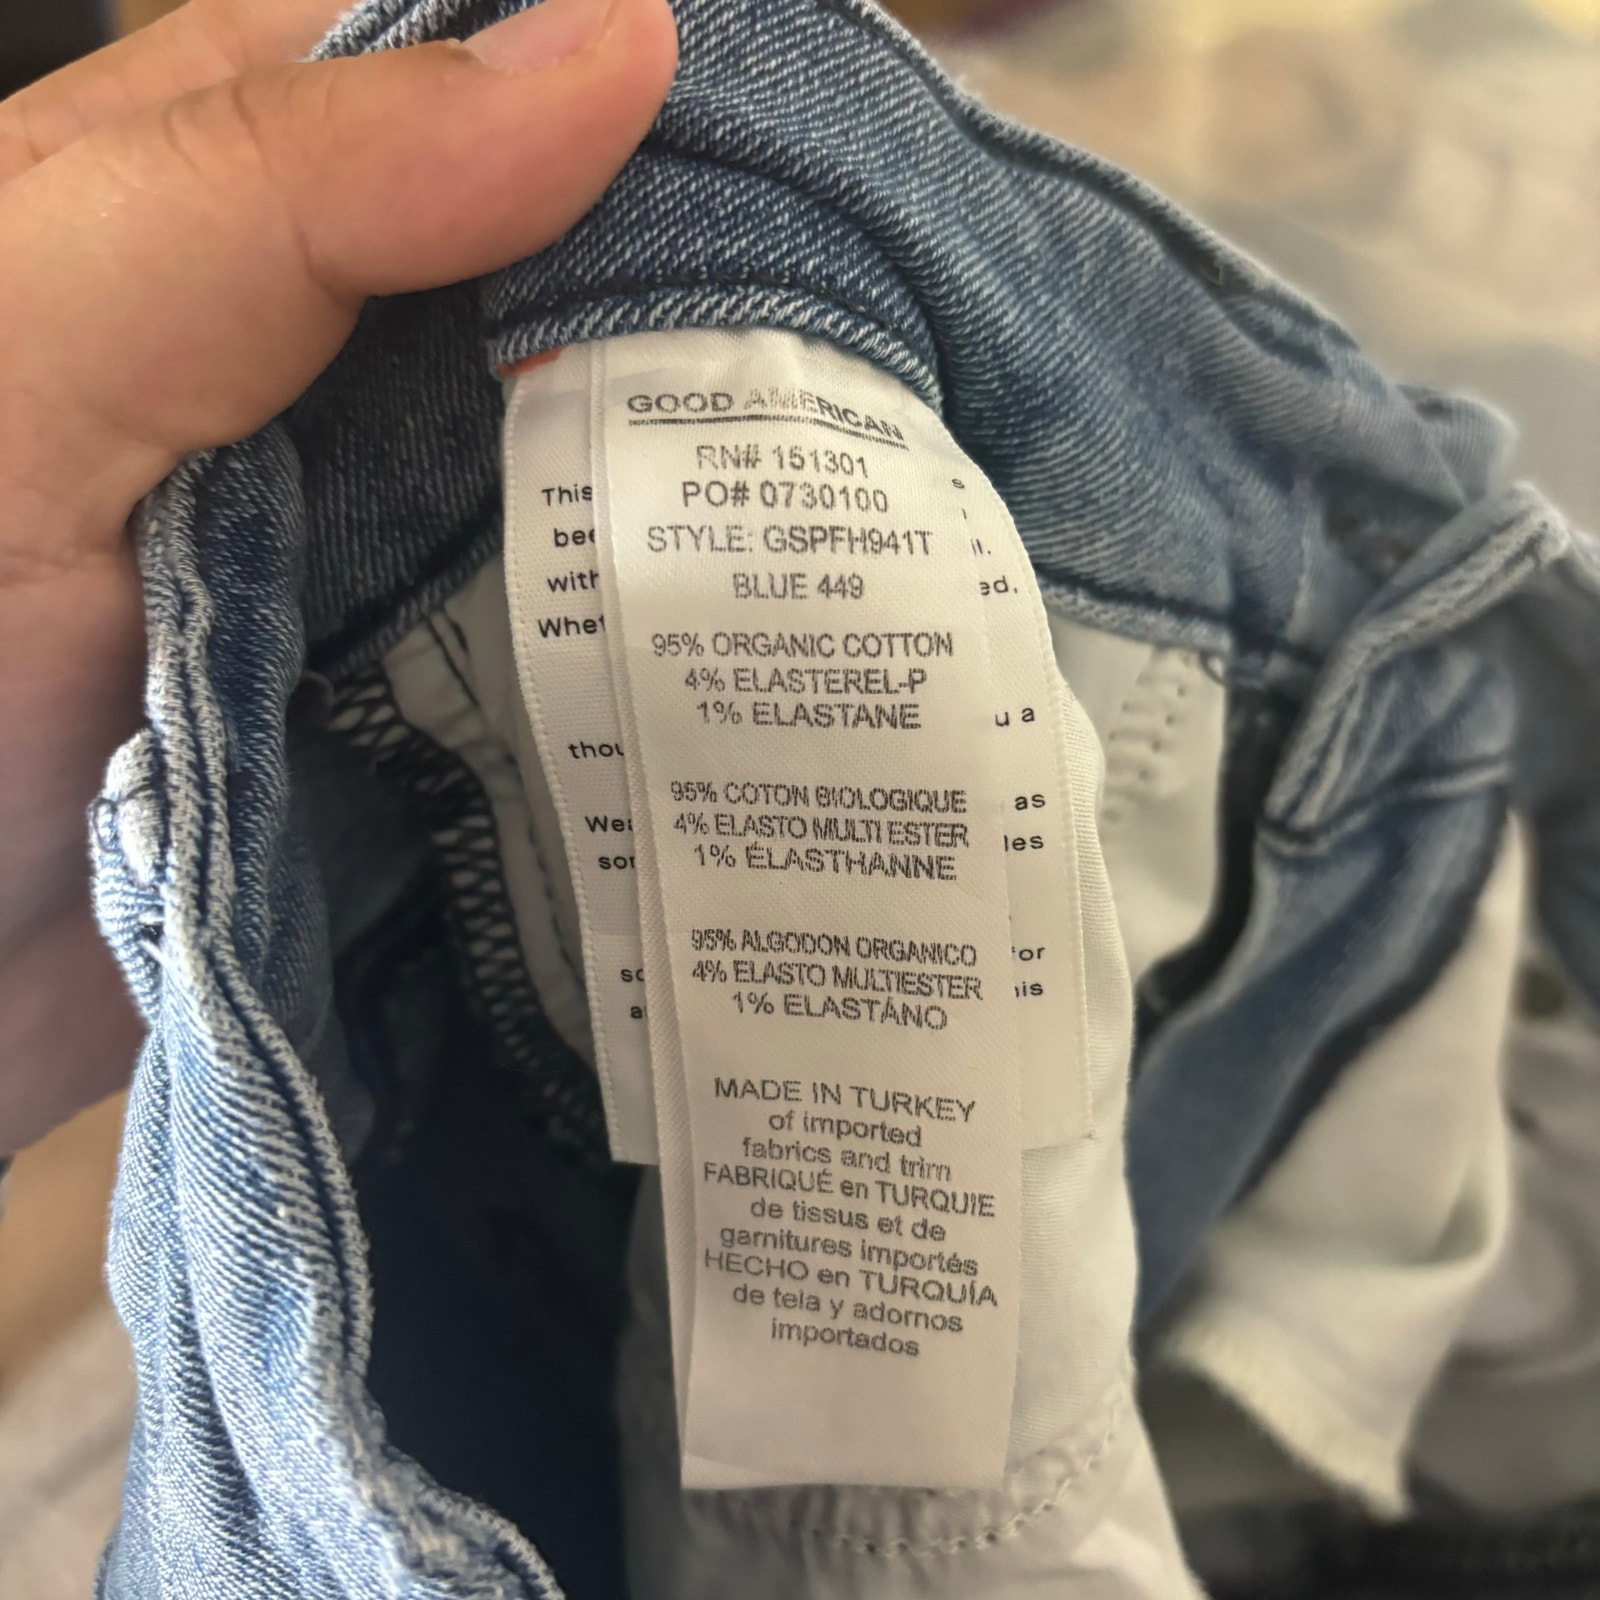 GOOD AMERICAN
RN# 151301
PO# 0730100
STYLE: GSPFH941T
BLUE 449
95% ORGANIC COTTON
4% ELASTEREL-P
1% ELASTANE
95% COTON BIOLOGIQUE
4% ELASTO MULTI ESTER
1% ÉLASTHANNE
95% ALGODON ORGANICO
4% ELASTO MULTIESTER
1% ELASTÁNO
MADE IN TURKEY
of imported
fabrics and trim
FABRIQUÉ en TURQUIE
de tissus et de
garnitures importés
HECHO en TURQUÍA
de tela y adornos
importados
This
u a
as